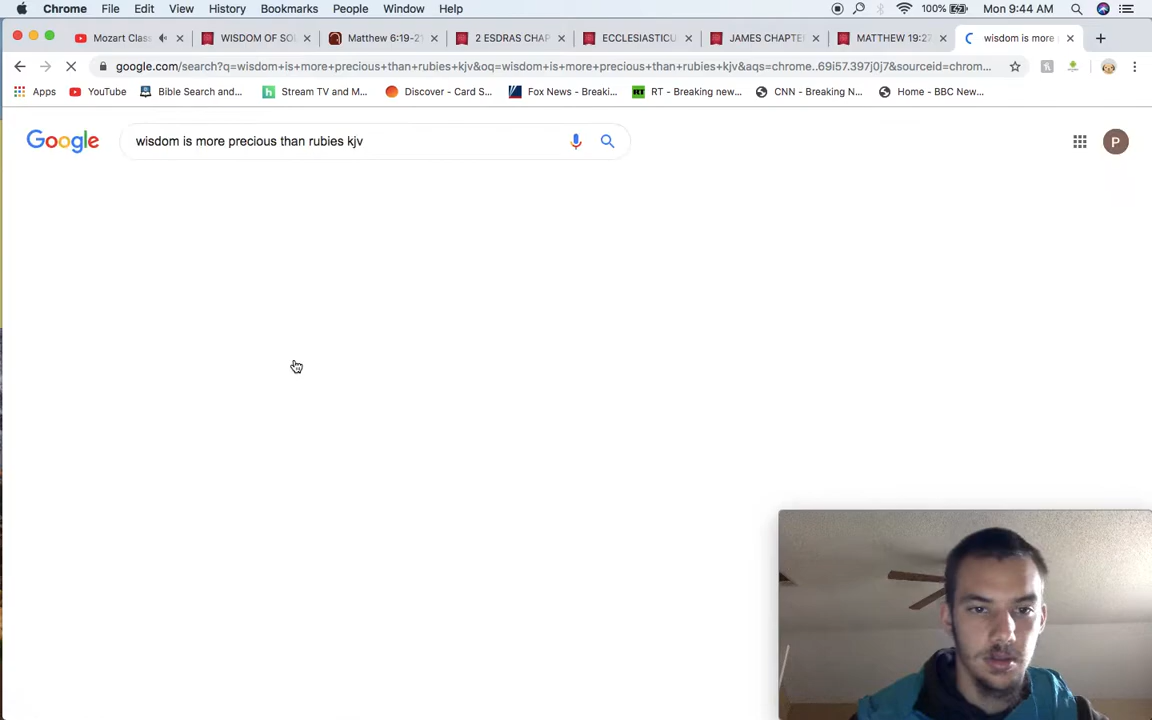 Chrome File Edit View History Bookmarks People Window Help 100% Mon 9:44 AM
Mozart Clas WISDOM OF SO Matthew 6:19-2 2 ESDRAS CHAP ECCLESIASTICU JAMES CHAPTE MATTHEW 19:27 wisdom is more
google.com/search?q=wisdom+is+more+precious+than+rubies+kjv&oq=wisdom+is+more+precious+than+rubies+kjv&aqs=chrome..69i57.397j0j7&sourceid=chrom...
Apps YouTube Bible Search and... Stream TV and M... Discover - Card S... Fox News - Breaki... RT - Breaking new... CNN - Breaking N... Home - BBC New...
Google wisdom is more precious than rubies kjv P